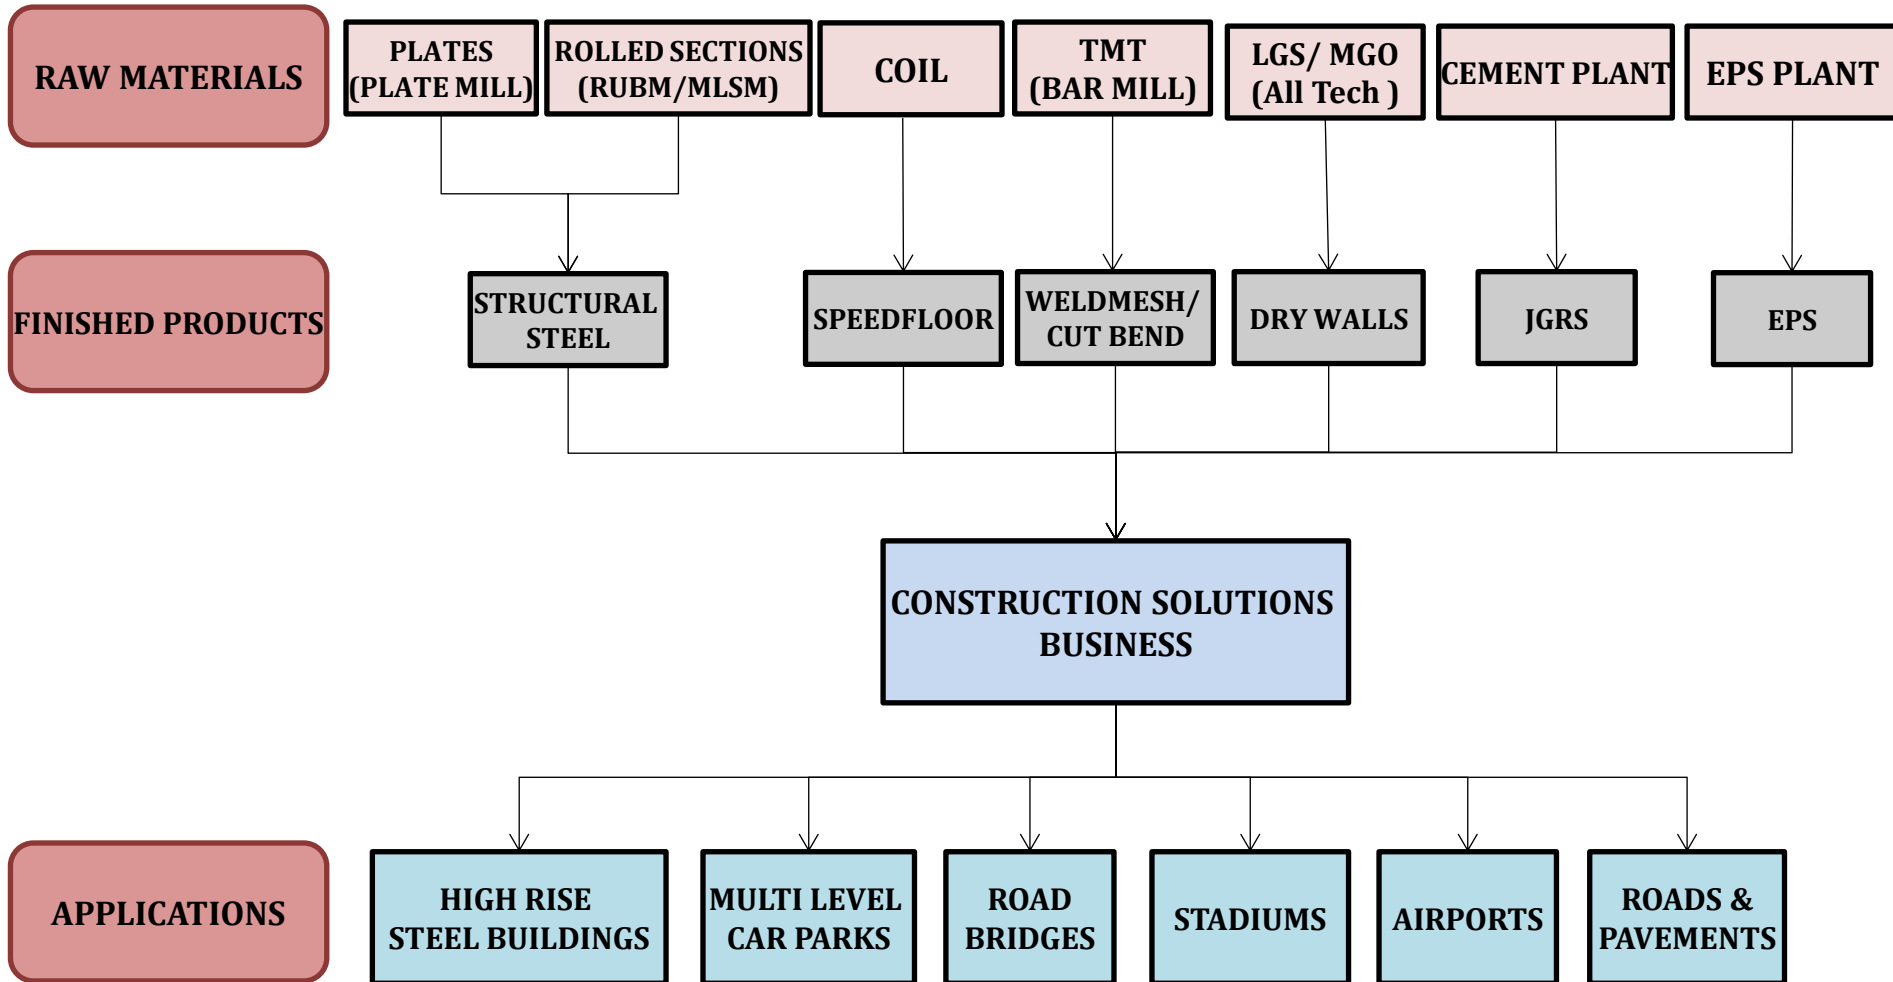 RAW MATERIALS
PLATES
(PLATE MILL)
ROLLED SECTIONS
(RUBM/MLSM)
COIL
TMT
(BAR MILL)
LGS/ MGO
(All Tech )
CEMENT PLANT
EPS PLANT
FINISHED PRODUCTS
STRUCTURAL
STEEL
SPEEDFLOOR
WELDMESH/
CUT BEND
DRY WALLS
JGRS
EPS
CONSTRUCTION SOLUTIONS
BUSINESS
APPLICATIONS
HIGH RISE
STEEL BUILDINGS
MULTI LEVEL
CAR PARKS
ROAD
BRIDGES
STADIUMS
AIRPORTS
ROADS &
PAVEMENTS